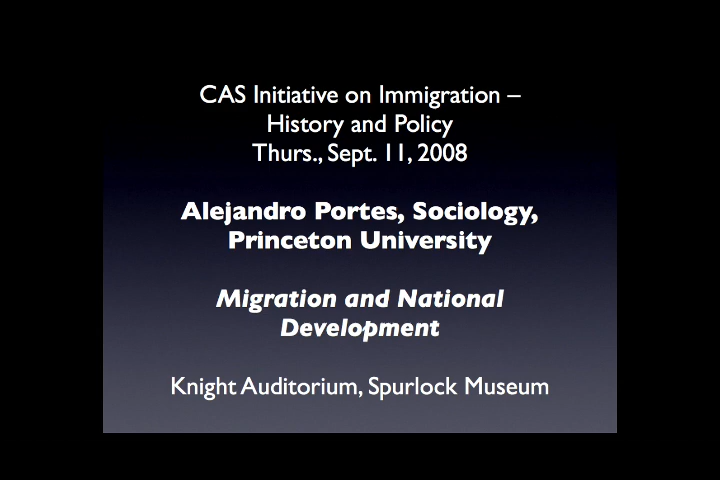 CAS Initiative on Immigration –
History and Policy
Thurs., Sept. 11, 2008
Alejandro Portes, Sociology,
Princeton University
Migration and National
Development
Knight Auditorium, Spurlock Museum